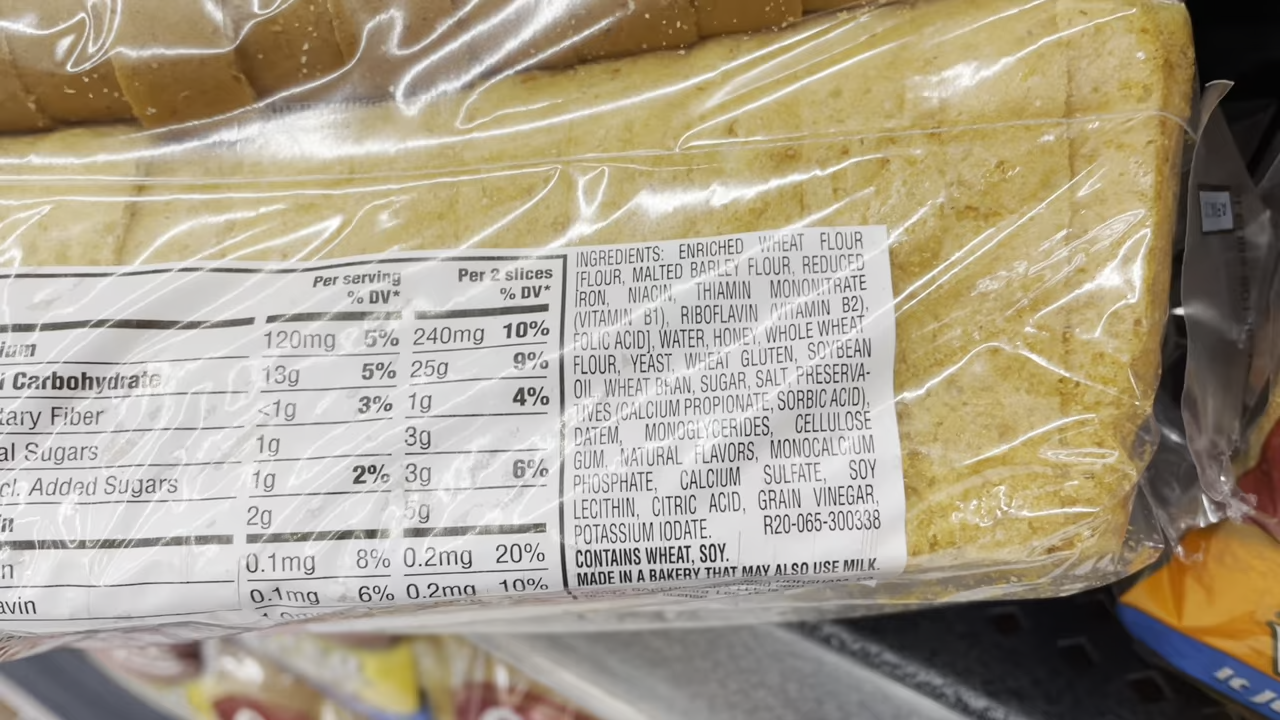 Per serving Per 2 slices
% DV* % DV*
120mg 5% 240mg 10%
Carbohydrate 13g 5% 25g 9%
Fiber <1g 3% 1g 4%
Sugars 1g 3g
Added Sugars 1g 2% 3g 6%
2g 5g
0.1mg 8% 0.2mg 20%
0.1mg 6% 0.2mg 10%
INGREDIENTS: ENRICHED WHEAT FLOUR
[FLOUR, MALTED BARLEY FLOUR, REDUCED
IRON, NIACIN, THIAMIN MONONITRATE
(VITAMIN B1), RIBOFLAVIN (VITAMIN B2),
FOLIC ACID], WATER, HONEY, WHOLE WHEAT
FLOUR, YEAST, WHEAT GLUTEN, SOYBEAN
OIL, WHEAT BRAN, SUGAR, SALT, PRESERVA-
TIVES (CALCIUM PROPIONATE, SORBIC ACID),
DATEM, MONOGLYCERIDES, CELLULOSE
GUM, NATURAL FLAVORS, MONOCALCIUM
PHOSPHATE, CALCIUM SULFATE, SOY
LECITHIN, CITRIC ACID, GRAIN VINEGAR,
POTASSIUM IODATE. R20-065-300338
CONTAINS WHEAT, SOY.
MADE IN A BAKERY THAT MAY ALSO USE MILK.